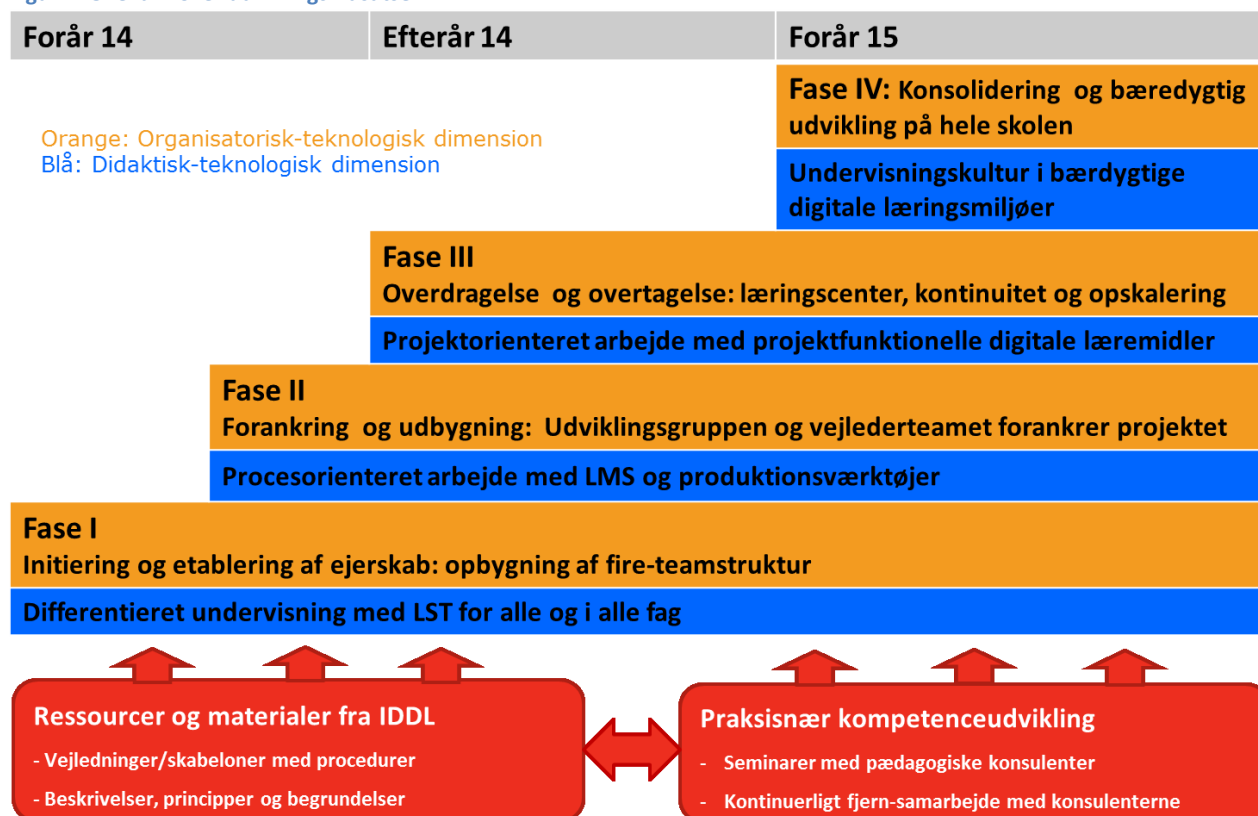 Forår 14
Efterår 14
Forår 15
Orange: Organisatorisk-teknologisk dimension
Blå: Didaktisk-teknologisk dimension
Fase IV: Konsolidering og bæredygtig
udvikling på hele skolen
Undervisningskultur i bærdygtige
digitale læringsmiljøer
Fase III
Overdragelse og overtagelse: læringscenter, kontinuitet og opskalering
Projektorienteret arbejde med projektfunktionelle digitale læremidler
Fase II
Forankring og udbygning: Udviklingsgruppen og vejlederteamet forankrer projektet
Procesorienteret arbejde med LMS og produktionsværktøjer
Fase I
Initiering og etablering af ejerskab: opbygning af fire-teamstruktur
Differentieret undervisning med LST for alle og i alle fag
Ressourcer og materialer fra IDDL
- Vejledninger/skabeloner med procedurer
- Beskrivelser, principper og begrundelser
Praksisnær kompetenceudvikling
- Seminarer med pædagogiske konsulenter
- Kontinuerligt fjern-samarbejde med konsulenterne